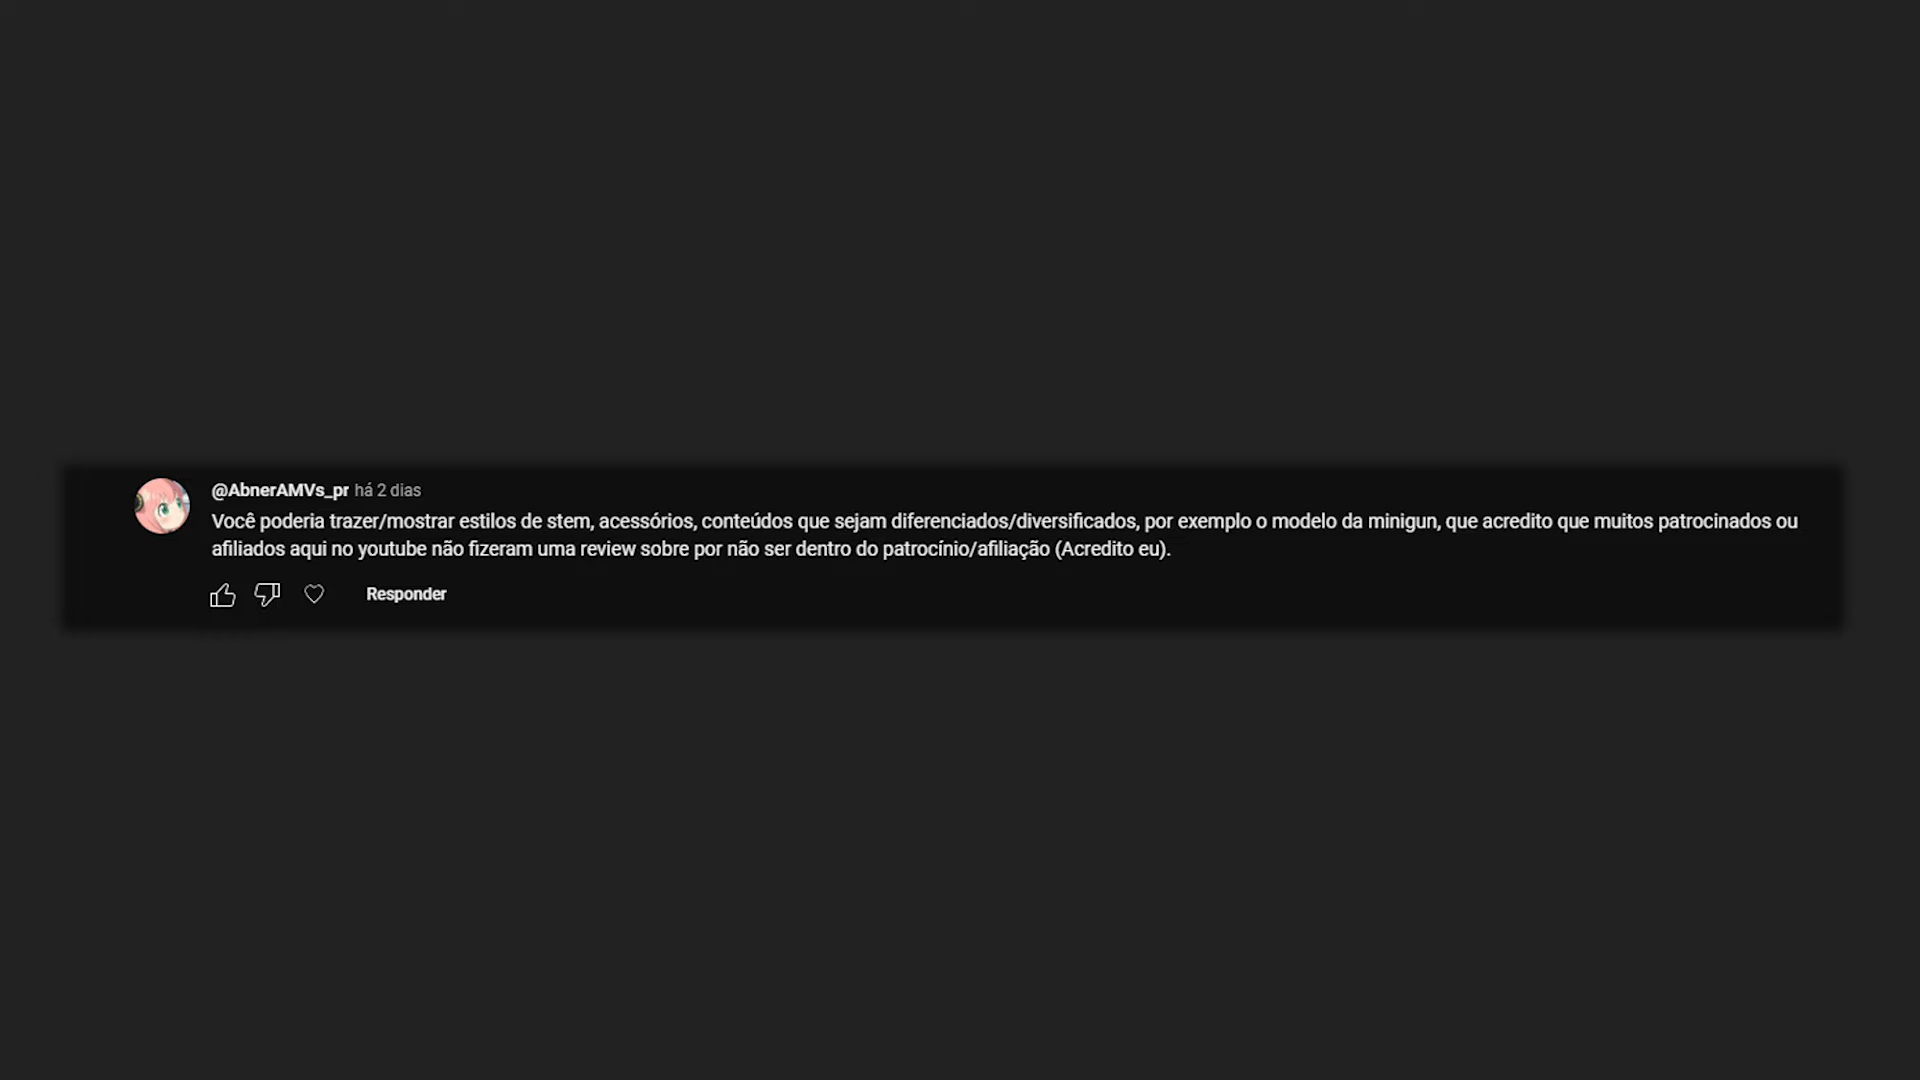 @AbnerAMVs_pr há 2 dias
Você poderia trazer/mostrar estilos de stem, acessórios, conteúdos que sejam diferenciados/diversificados, por exemplo o modelo da minigun, que acredito que muitos patrocinados ou
afiliados aqui no youtube não fizeram uma review sobre por não ser dentro do patrocínio/afiliação (Acredito eu).
Responder